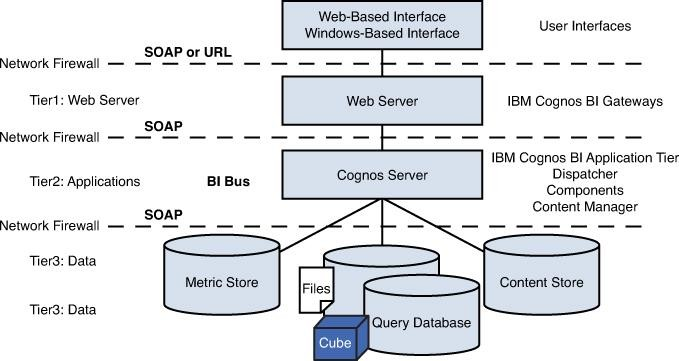 Web-Based Interface
Windows-Based Interface
User Interfaces
SOAP or URL
Network Firewall
Tier1: Web Server
Web Server
IBM Cognos BI Gateways
SOAP
Network Firewall
Tier2: Applications
BI Bus
Cognos Server
IBM Cognos BI Application Tier
Dispatcher
Components
Content Manager
SOAP
Network Firewall
Tier3: Data
Metric Store
Content Store
Files
Tier3: Data
Query Database
Cube